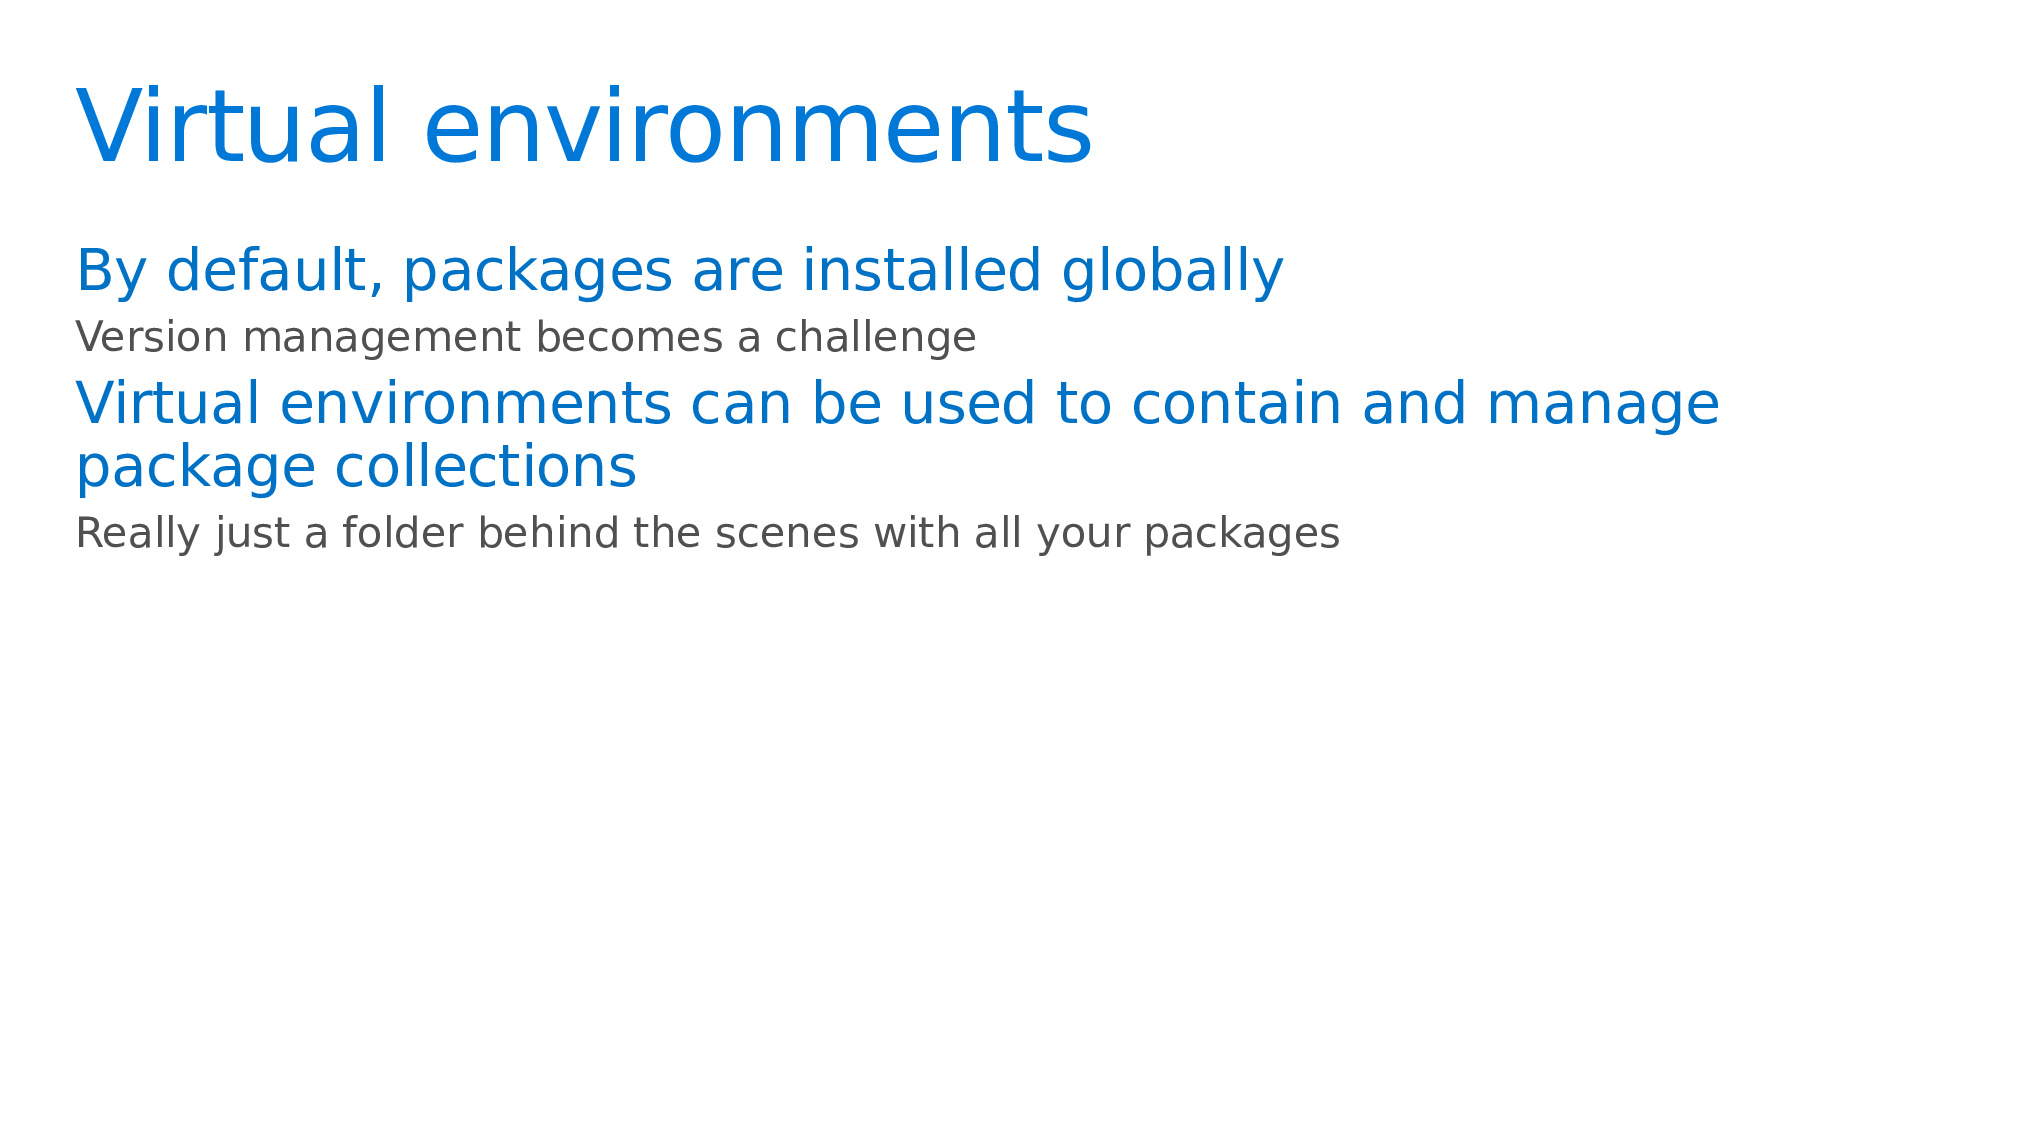 Virtual environments
By default, packages are installed globally
Version management becomes a challenge
Virtual environments can be used to contain and manage
package collections
Really just a folder behind the scenes with all your packages